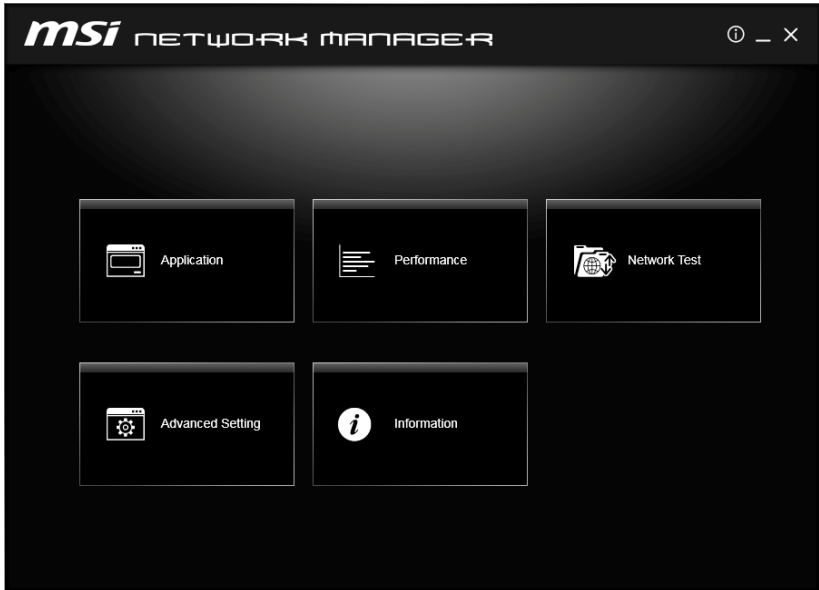 msi NETWORK MANAGER
Application
Performance
Network Test
Advanced Setting
Information